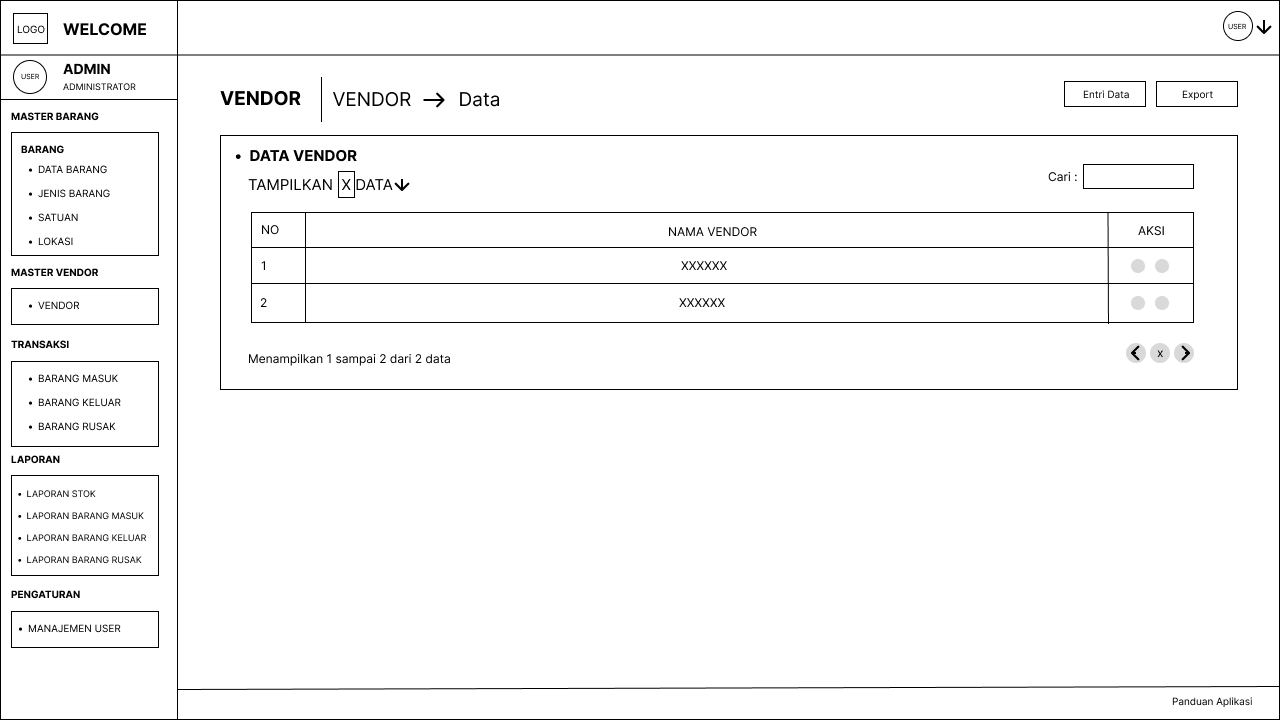 LOGO WELCOME
USER
USER ADMIN
ADMINISTRATOR
MASTER BARANG
BARANG
• DATA BARANG
• JENIS BARANG
• SATUAN
• LOKASI
MASTER VENDOR
• VENDOR
TRANSAKSI
• BARANG MASUK
• BARANG KELUAR
• BARANG RUSAK
LAPORAN
• LAPORAN STOK
• LAPORAN BARANG MASUK
• LAPORAN BARANG KELUAR
• LAPORAN BARANG RUSAK
PENGATURAN
• MANAJEMEN USER
VENDOR VENDOR → Data
Entri Data Export
• DATA VENDOR
TAMPILKAN X DATA↓
Cari :
NO NAMA VENDOR AKSI
1 XXXXXX
2 XXXXXX
Menampilkan 1 sampai 2 dari 2 data
x
Panduan Aplikasi